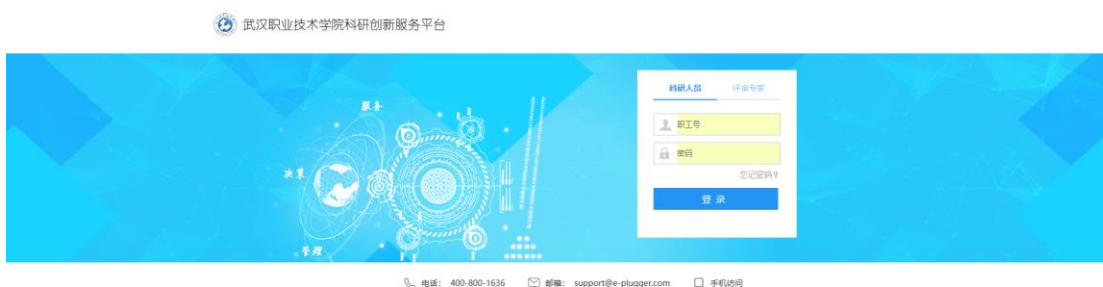 武汉职业技术学院科研创新服务平台
科研人员 评审专家
服务
职工号
密码
决策
忘记密码?
登 录
管理
电话: 400-800-1636 邮箱: support@e-plugger.com 手机访问